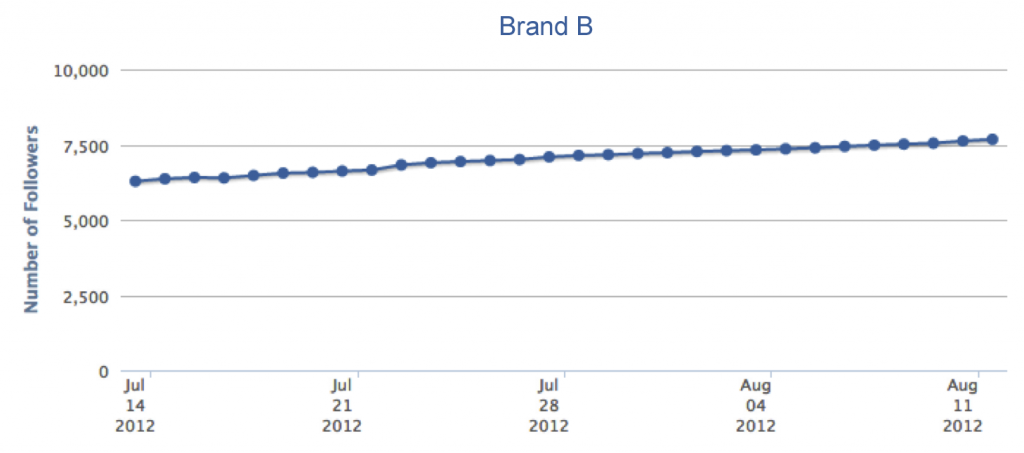 Brand B
10,000
7,500
5,000
2,500
0
Number of Followers
Jul Jul Jul Aug Aug
14 21 28 04 11
2012 2012 2012 2012 2012